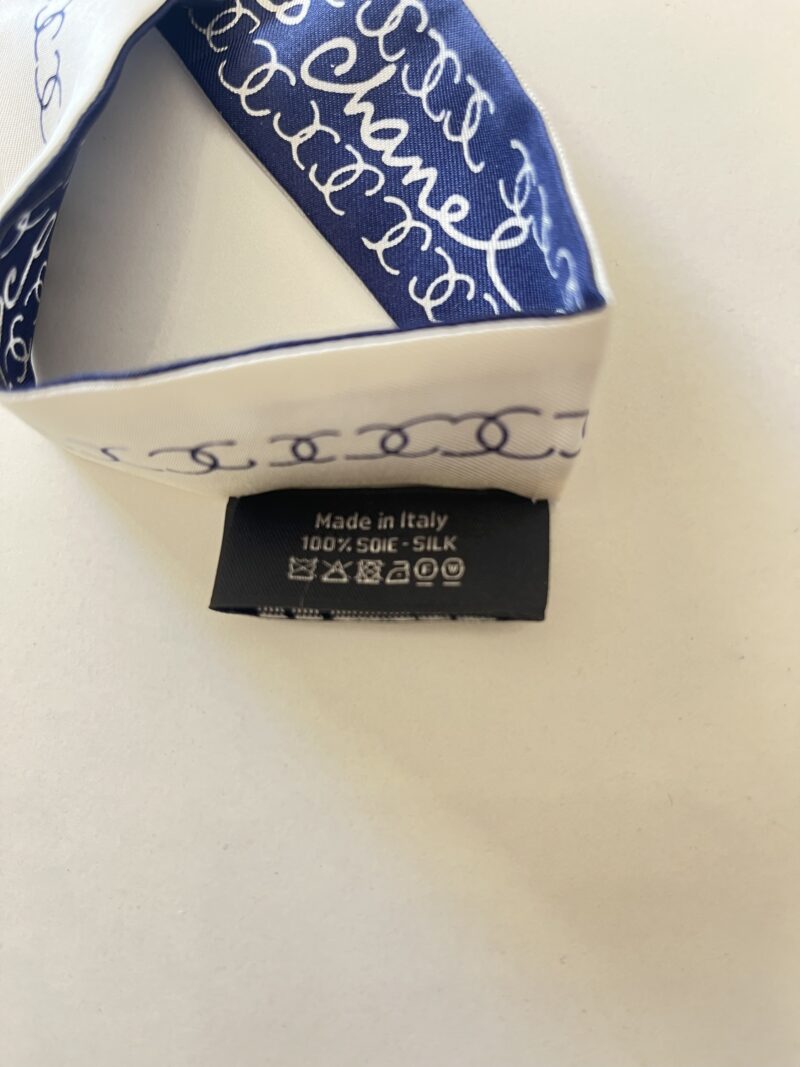 Chanel
Made in Italy
100% SOIE - SILK
F W